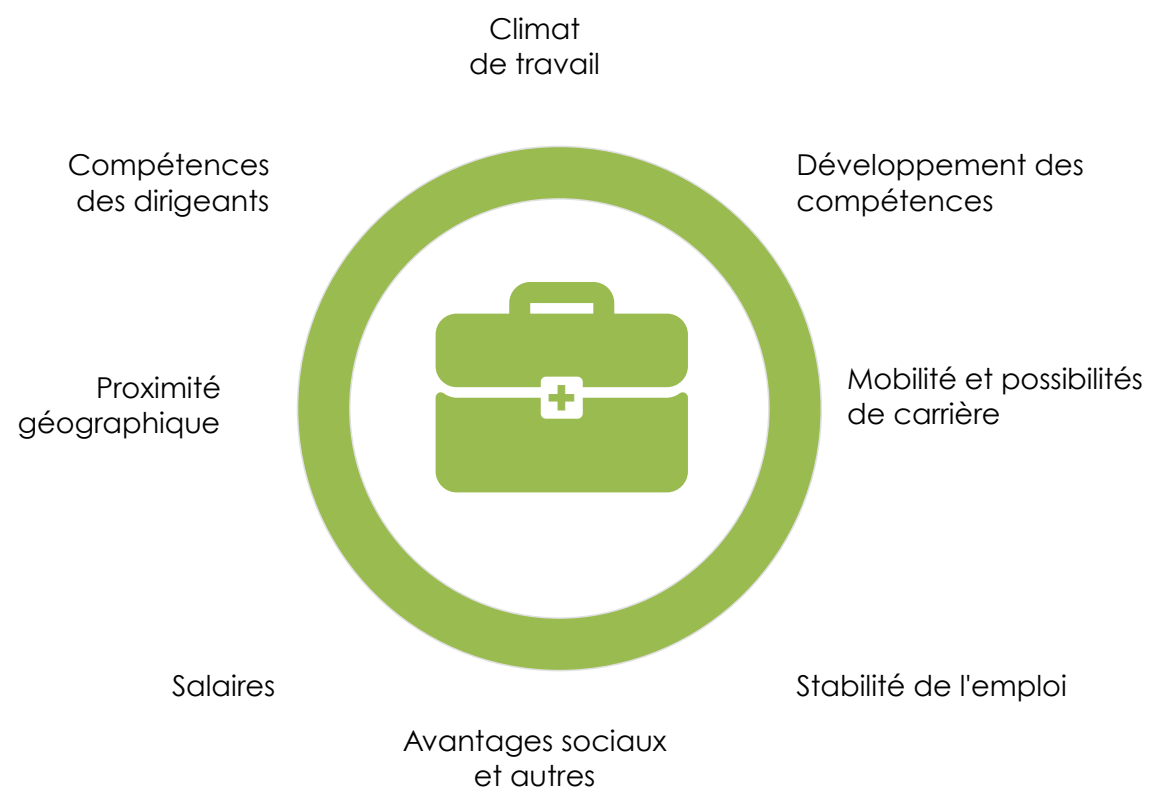 Climat
de travail
Compétences
des dirigeants
Développement des
compétences
Proximité
géographique
Mobilité et possibilités
de carrière
Salaires
Stabilité de l'emploi
Avantages sociaux
et autres